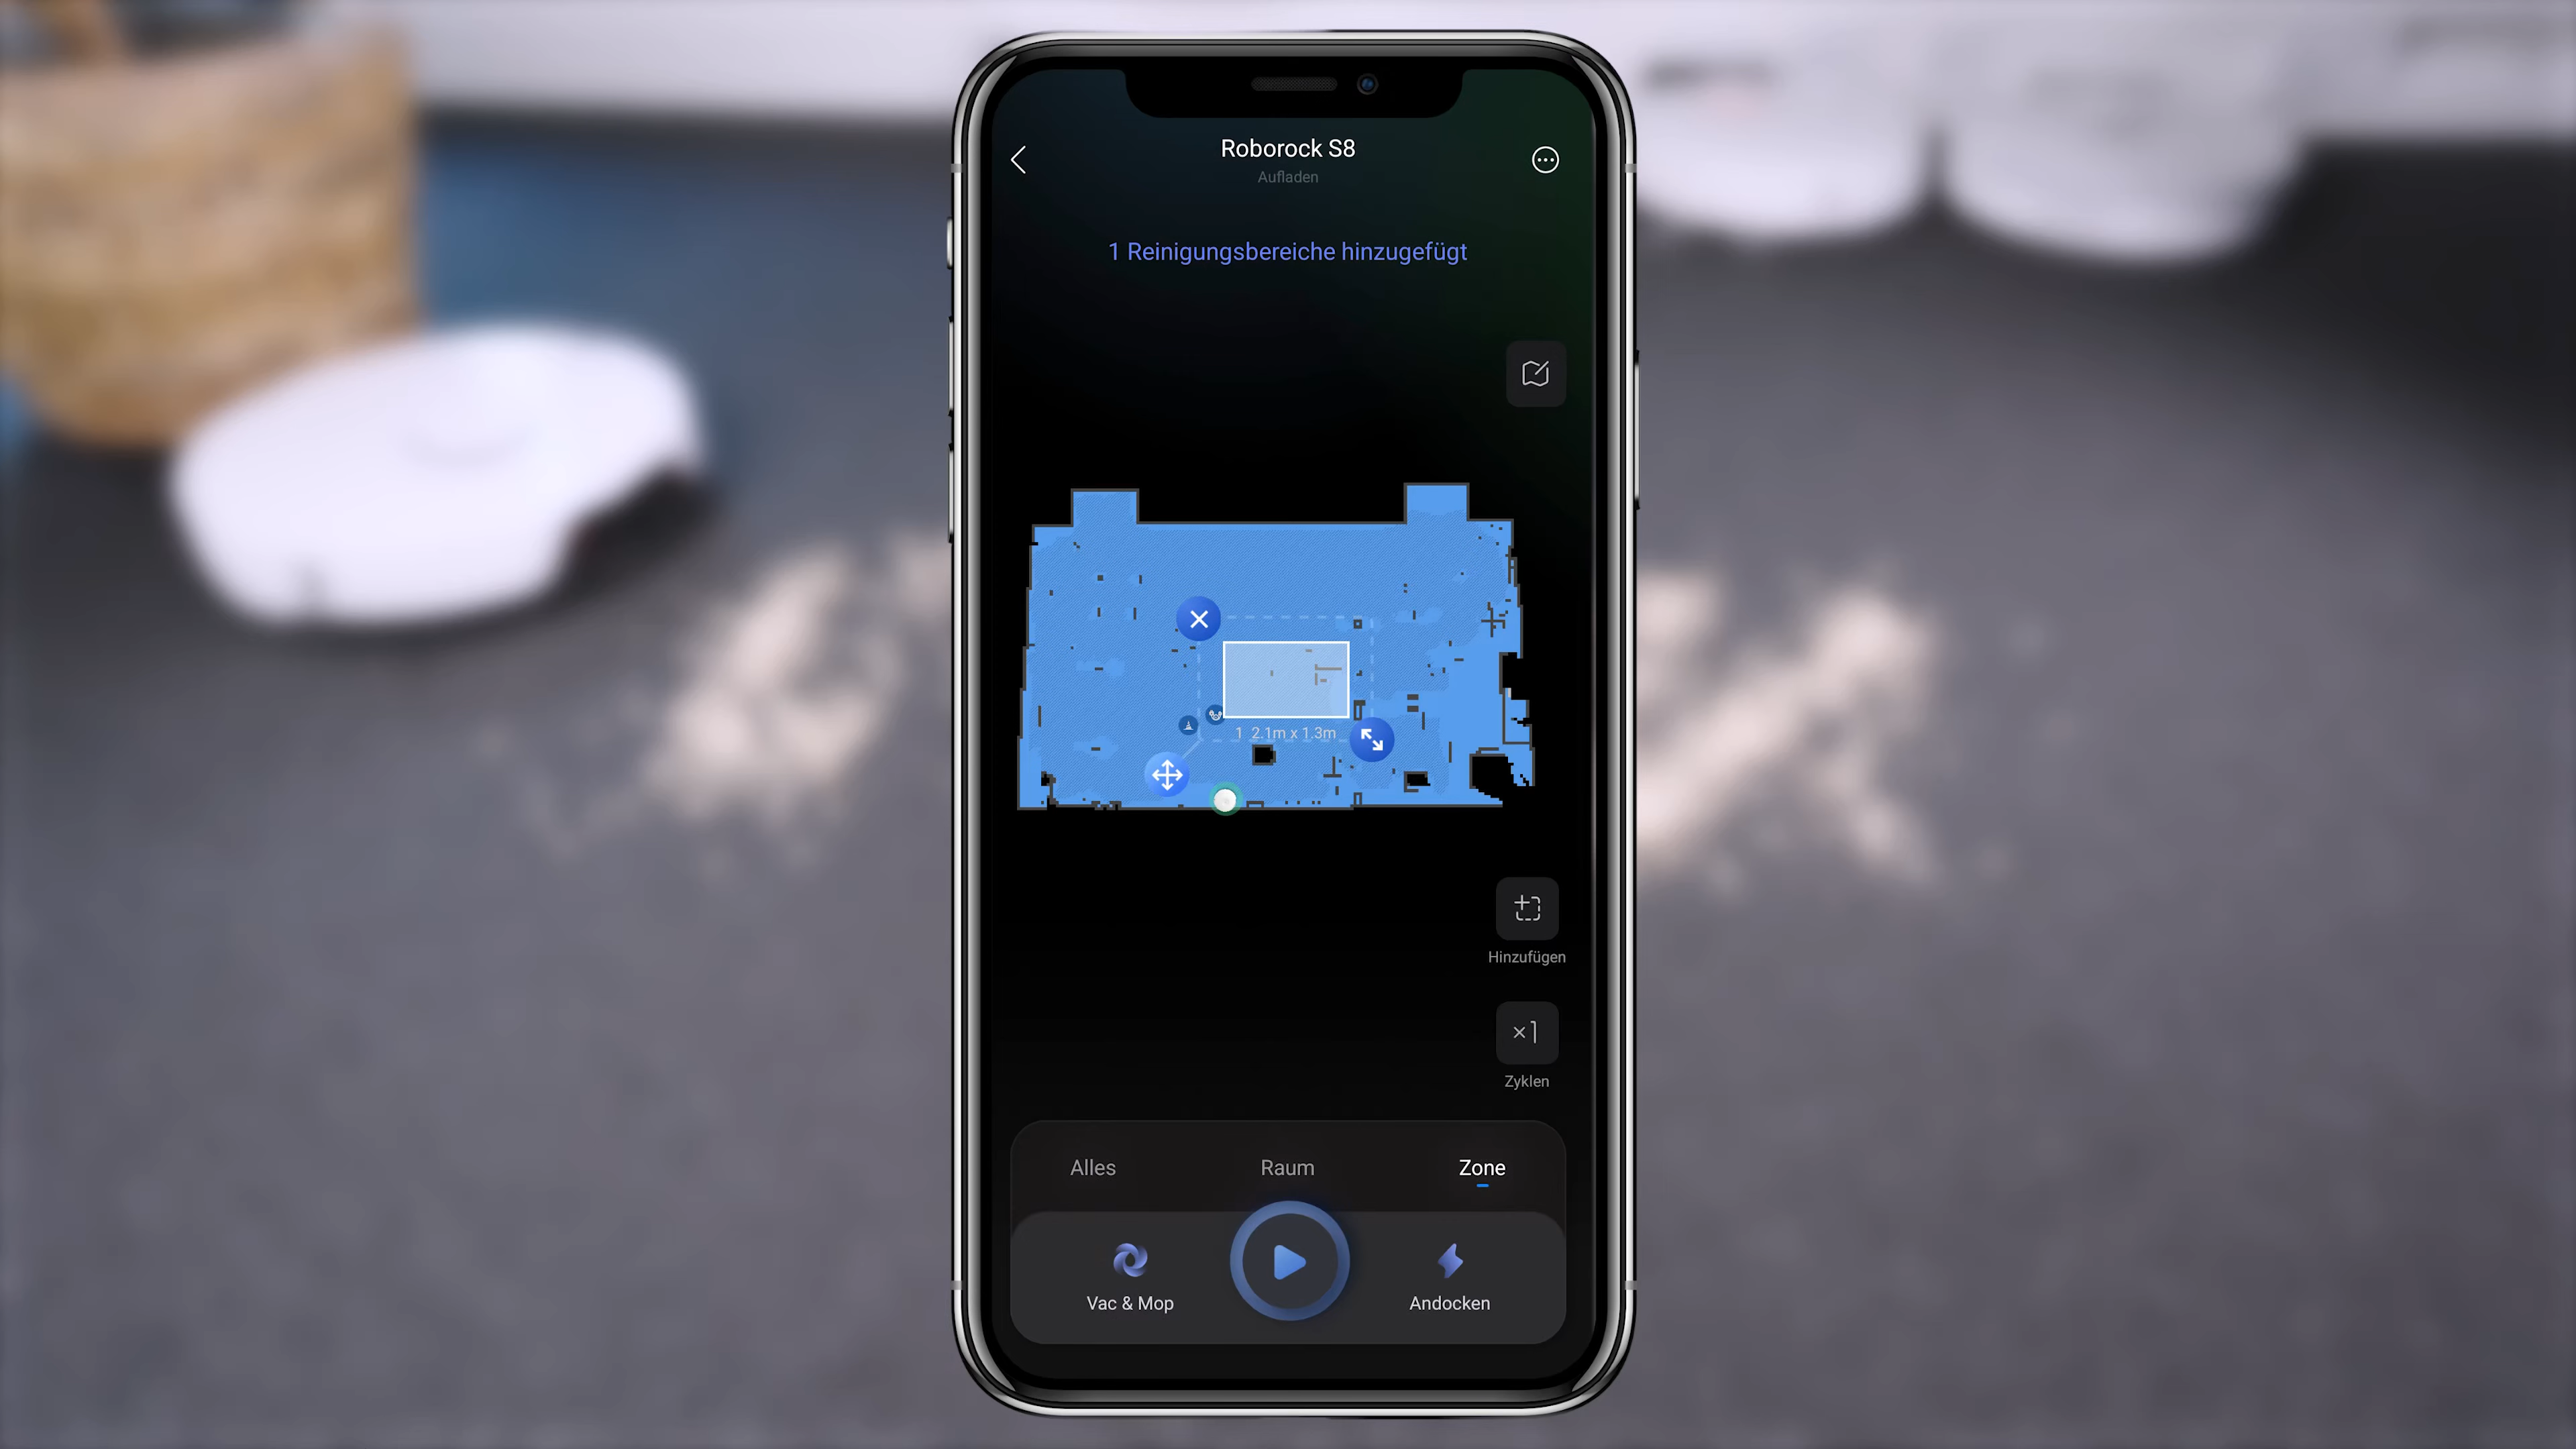 Roborock S8
Aufladen
1 Reinigungsbereiche hinzugefügt
1 2.1m x 1.3m
Hinzufügen
×1
Zyklen
Alles
Raum
Zone
Vac & Mop
Andocken